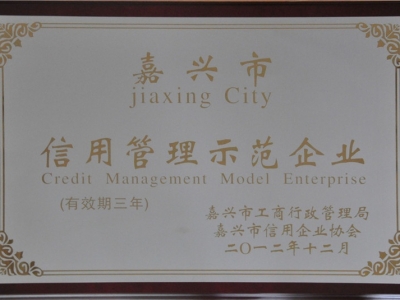 嘉兴市
jiaxing City
信用管理示范企业
Credit Management Model Enterprise
(有效期三年)
嘉兴市工商行政管理局
嘉兴市信用企业协会
二〇一二年十二月